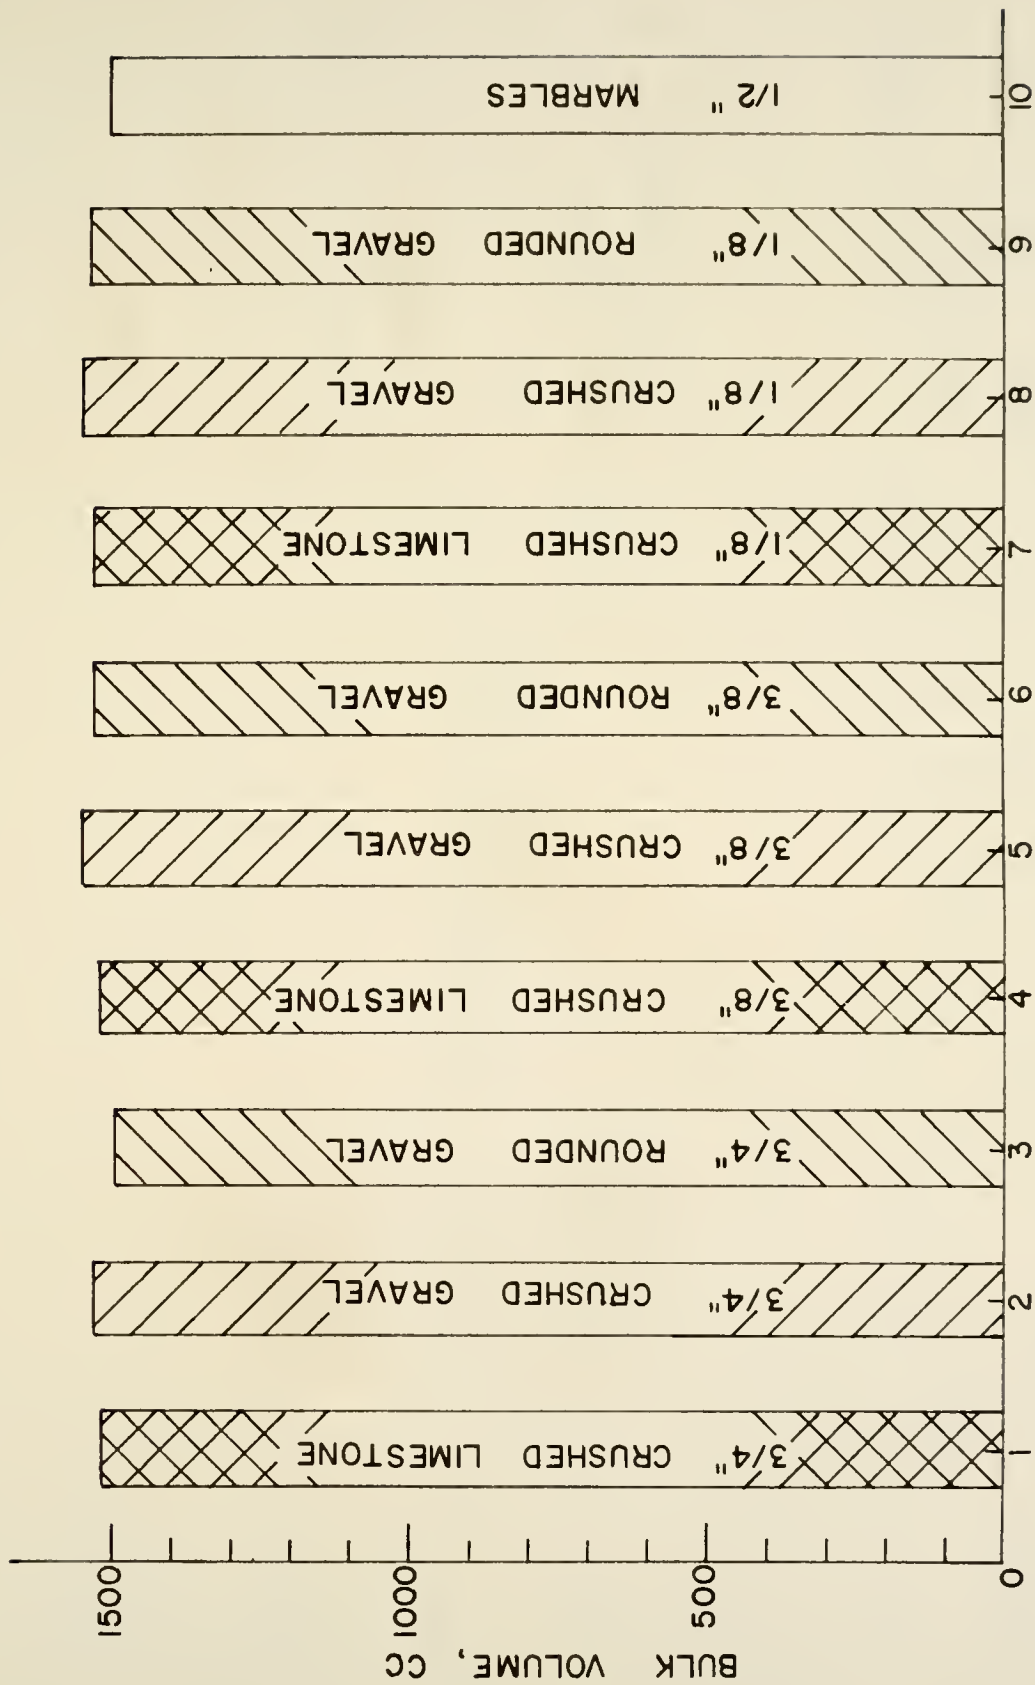 BULK VOLUME, CC
1500
1000
500
0
3/4" CRUSHED LIMESTONE
3/4" CRUSHED GRAVEL
3/4" ROUNDED GRAVEL
3/8" CRUSHED LIMESTONE
3/8" CRUSHED GRAVEL
3/8" ROUNDED GRAVEL
1/8" CRUSHED LIMESTONE
1/8" CRUSHED GRAVEL
1/8" ROUNDED GRAVEL
1/2" MARBLES
1 2 3 4 5 6 7 8 9 10